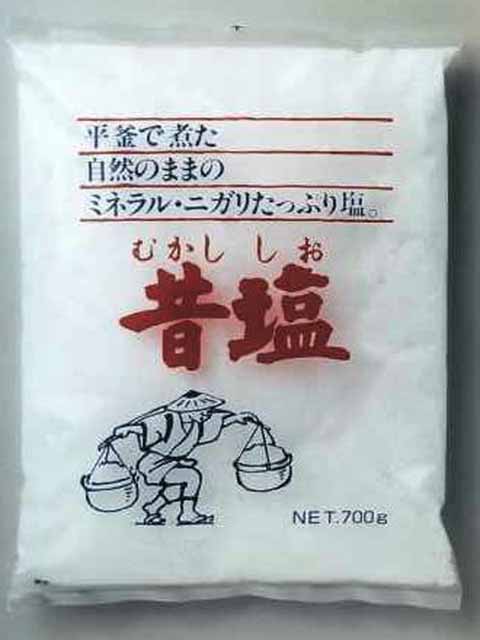 平釜で煮た
自然のままの
ミネラル・ニガリたっぷり塩。
むかし しお
昔塩
NET.700g